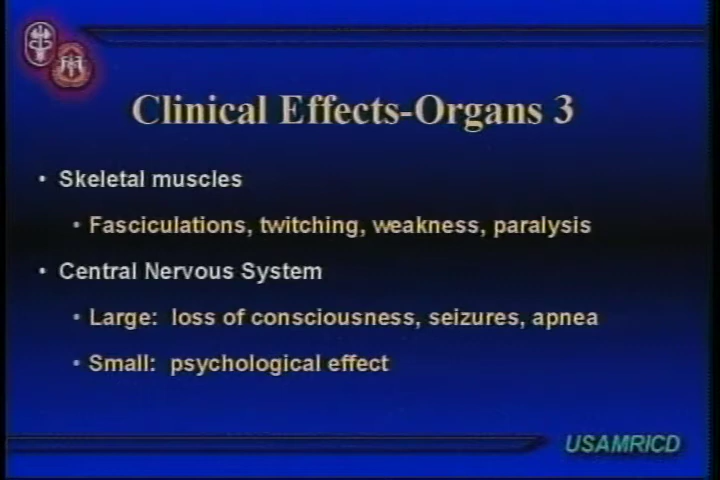 Clinical Effects-Organs 3
• Skeletal muscles
• Fasciculations, twitching, weakness, paralysis
• Central Nervous System
• Large: loss of consciousness, seizures, apnea
• Small: psychological effect
USAMRICD